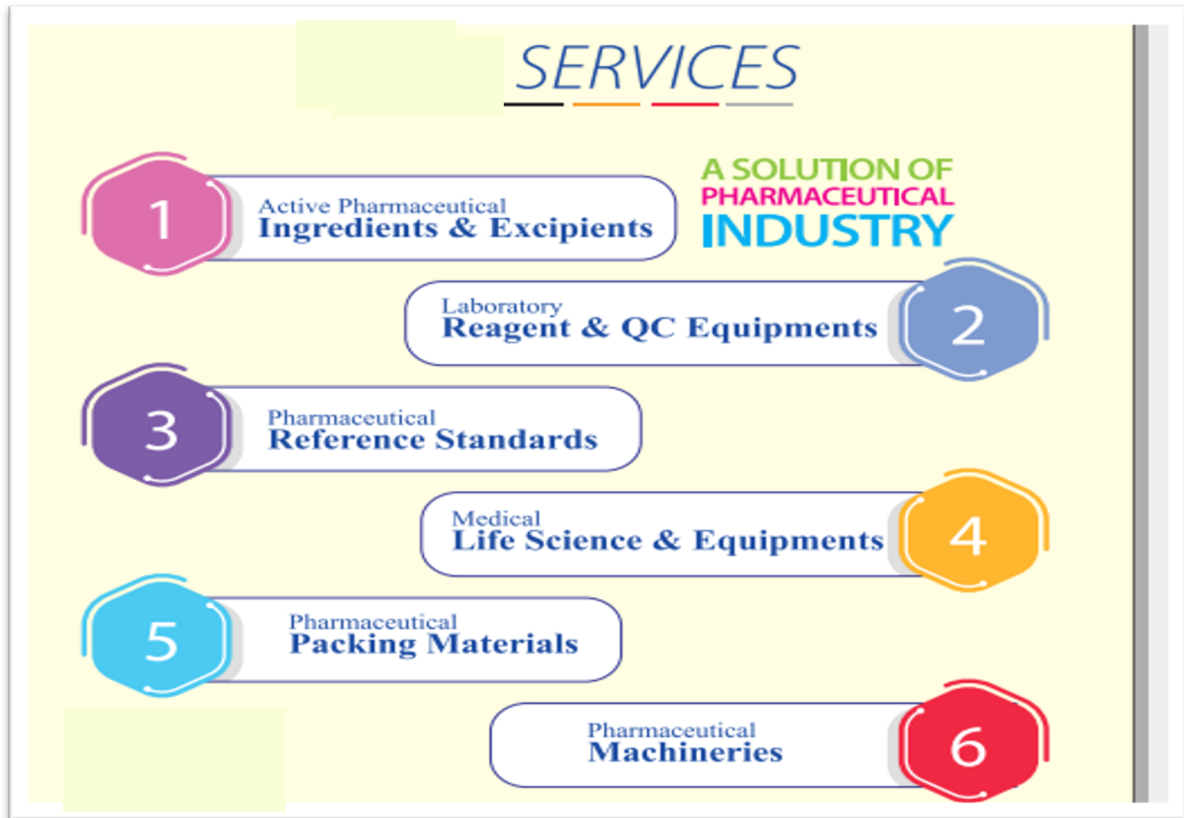 SERVICES
A SOLUTION OF
PHARMACEUTICAL
INDUSTRY
1
Active Pharmaceutical
Ingredients & Excipients
Laboratory
Reagent & QC Equipments
2
3
Pharmaceutical
Reference Standards
Medical
Life Science & Equipments
4
5
Pharmaceutical
Packing Materials
Pharmaceutical
Machineries
6